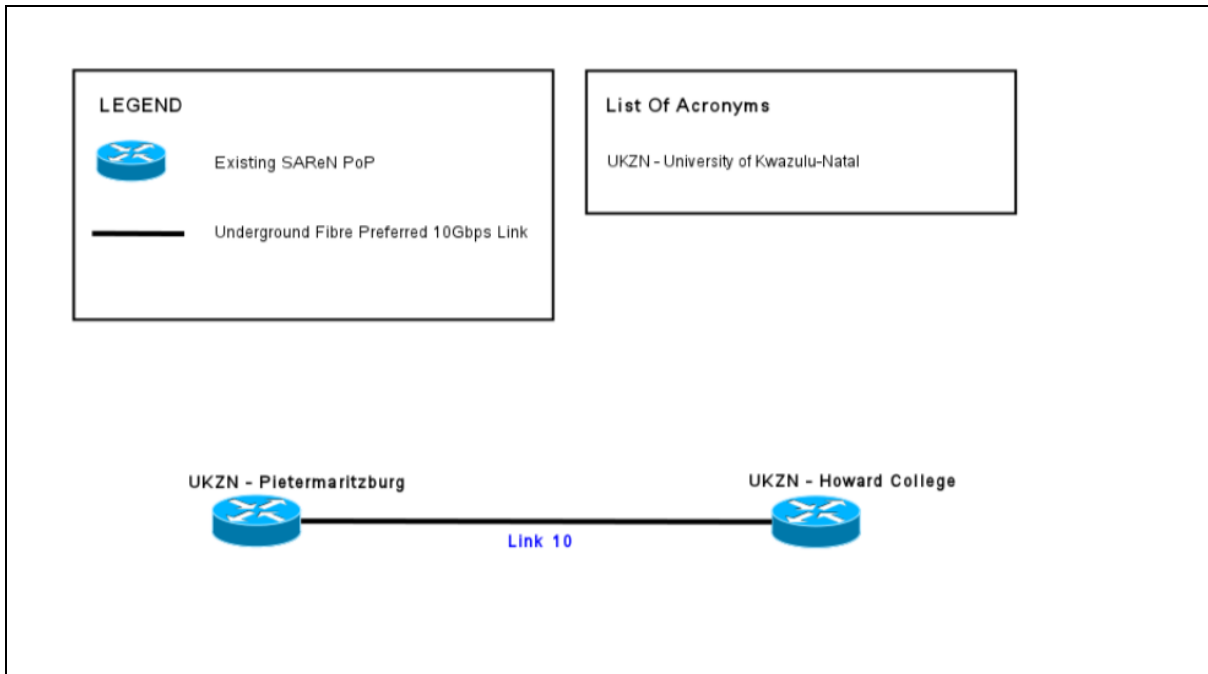 LEGEND
Existing SAReN PoP
Underground Fibre Preferred 10Gbps Link
List Of Acronyms
UKZN - University of Kwazulu-Natal
UKZN - Pietermaritzburg
UKZN - Howard College
Link 10